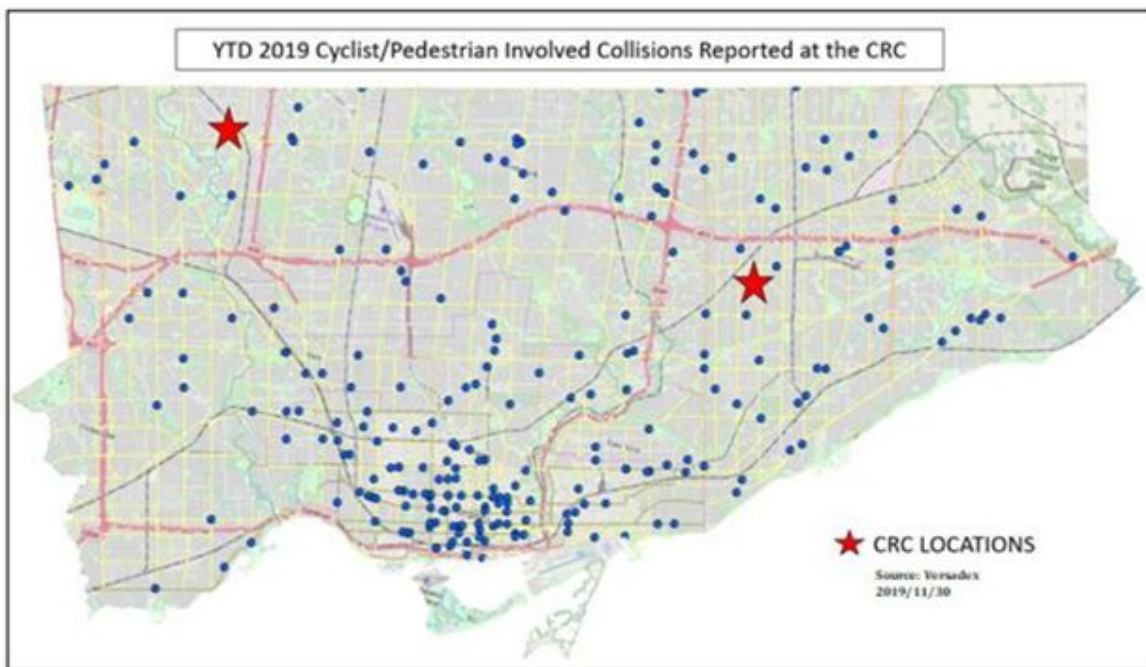 YTD 2019 Cyclist/Pedestrian Involved Collisions Reported at the CRC
CRC LOCATIONS
Source: Versadex
2019/11/30